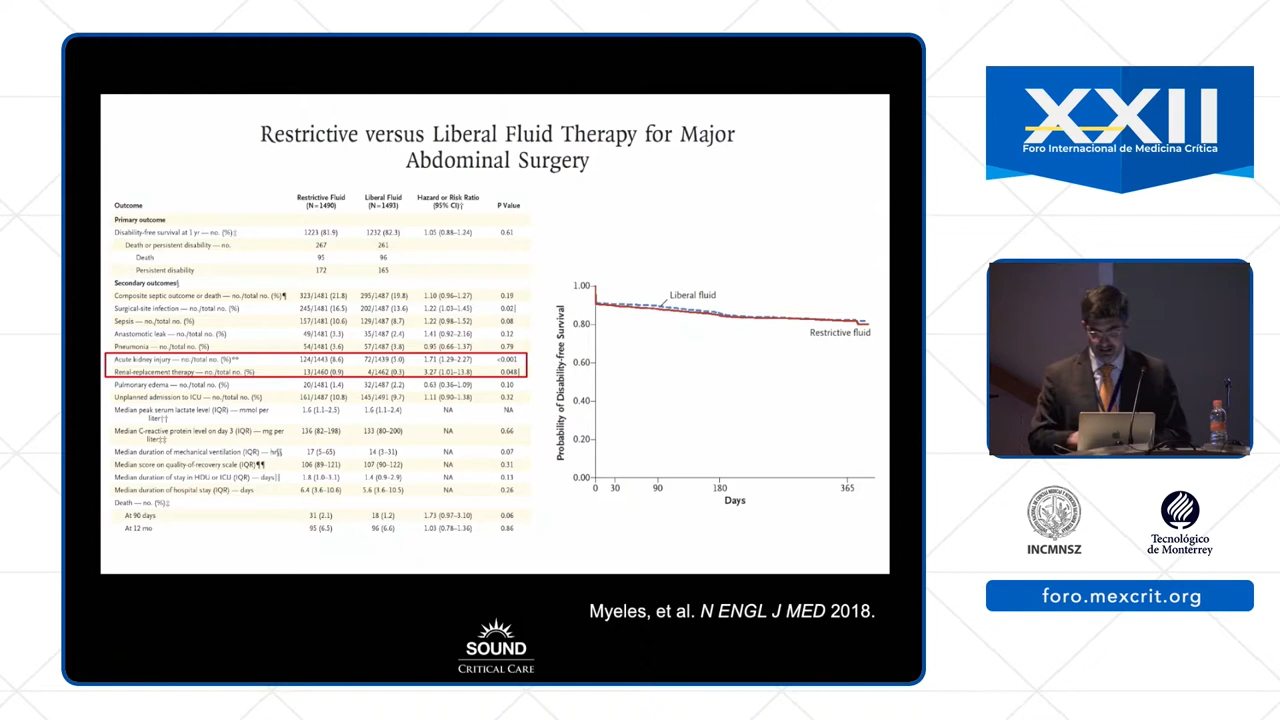 Restrictive versus Liberal Fluid Therapy for Major
Abdominal Surgery
Outcome
Restrictive Fluid
(N=1490)
Liberal Fluid
(N=1493)
Hazard or Risk Ratio
(95% CI)†
P Value
Primary outcome
Disability-free survival at 1 yr — no. (%)‡ 1223 (81.9) 1232 (82.3) 1.05 (0.88–1.24) 0.61
Death or persistent disability — no. 267 261
Death 95 96
Persistent disability 172 165
Secondary outcomes§
Composite septic outcome or death — no./total no. (%)¶ 323/1481 (21.8) 295/1487 (19.8) 1.10 (0.96–1.27) 0.19
Surgical-site infection — no./total no. (%) 245/1481 (16.5) 202/1487 (13.6) 1.22 (1.03–1.45) 0.02‖
Sepsis — no./total no. (%) 157/1481 (10.6) 129/1487 (8.7) 1.22 (0.98–1.52) 0.08
Anastomotic leak — no./total no. (%) 49/1481 (3.3) 35/1487 (2.4) 1.41 (0.92–2.16) 0.12
Pneumonia — no./total no. (%) 54/1481 (3.6) 57/1487 (3.8) 0.95 (0.66–1.37) 0.79
Acute kidney injury — no./total no. (%)** 124/1443 (8.6) 72/1439 (5.0) 1.71 (1.29–2.27) <0.001
Renal-replacement therapy — no./total no. (%) 13/1460 (0.9) 4/1462 (0.3) 3.27 (1.01–13.8) 0.048‖
Pulmonary edema — no./total no. (%) 20/1481 (1.4) 32/1487 (2.2) 0.63 (0.36–1.09) 0.10
Unplanned admission to ICU — no./total no. (%) 161/1487 (10.8) 145/1491 (9.7) 1.11 (0.90–1.38) 0.32
Median peak serum lactate level (IQR) — mmol per 1.6 (1.1–2.5) 1.6 (1.1–2.4) NA NA
liter††
Median C-reactive protein level on day 3 (IQR) — mg per 136 (82–198) 133 (80–200) NA 0.66
liter‡‡
Median duration of mechanical ventilation (IQR) — hr§§ 17 (5–65) 14 (3–31) NA 0.07
Median score on quality-of-recovery scale (IQR)¶¶ 106 (89–121) 107 (90–122) NA 0.31
Median duration of stay in HDU or ICU (IQR) — days‖‖ 1.8 (1.0–3.1) 1.4 (0.9–2.9) NA 0.13
Median duration of hospital stay (IQR) — days 6.4 (3.6–10.6) 5.6 (3.6–10.5) NA 0.26
Death — no. (%)‡
At 90 days 31 (2.1) 18 (1.2) 1.73 (0.97–3.10) 0.06
At 12 mo 95 (6.5) 96 (6.6) 1.03 (0.78–1.36) 0.86
Probability of Disability-free Survival
1.00
0.80
0.60
0.40
0.20
0.00
Liberal fluid
Restrictive fluid
0 30 90 180 365
Days
Myeles, et al. N ENGL J MED 2018.
SOUND
CRITICAL CARE
XXII
Foro Internacional de Medicina Crítica
INCMNSZ
Tecnológico
de Monterrey
foro.mexcrit.org